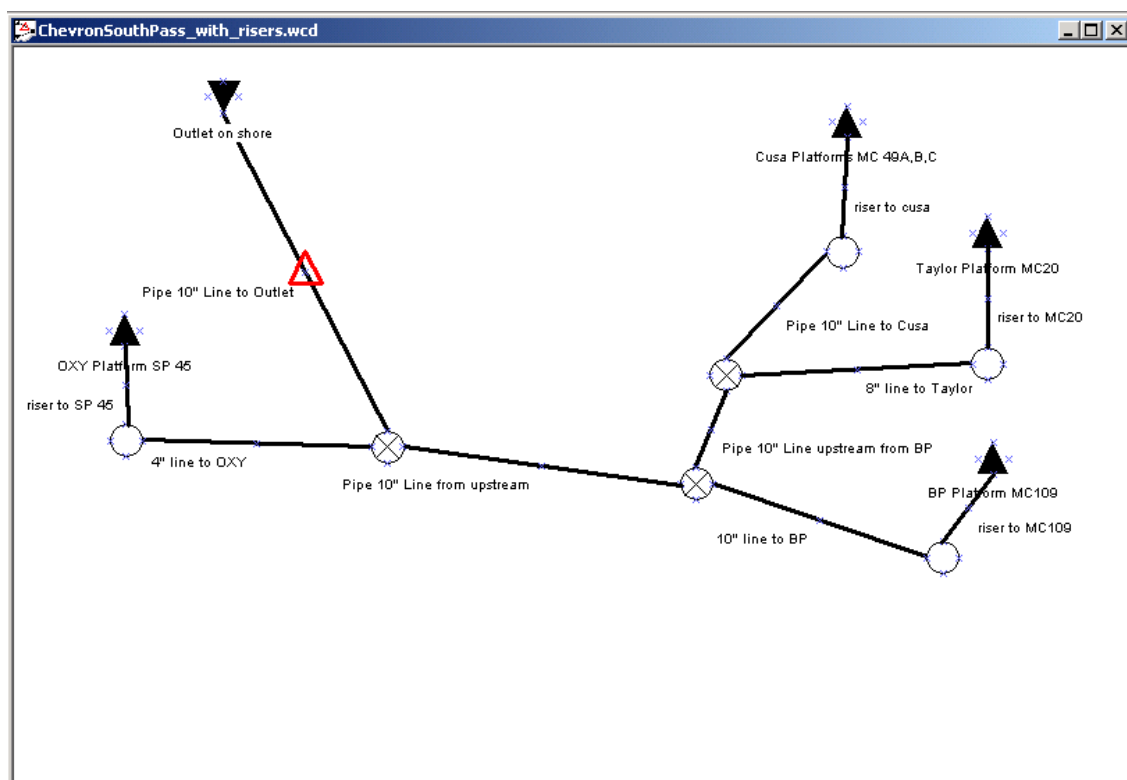 ChevronSouthPass_with_risers.wcd
Outlet on shore
Cusa Platforms MC 49A,B,C
riser to cusa
Taylor Platform MC20
Pipe 10" Line to Outlet
riser to MC20
Pipe 10" Line to Cusa
OXY Platform SP 45
8" line to Taylor
riser to SP 45
Pipe 10" Line upstream from BP
4" line to OXY
Pipe 10" Line from upstream
BP Platform MC109
riser to MC109
10" line to BP